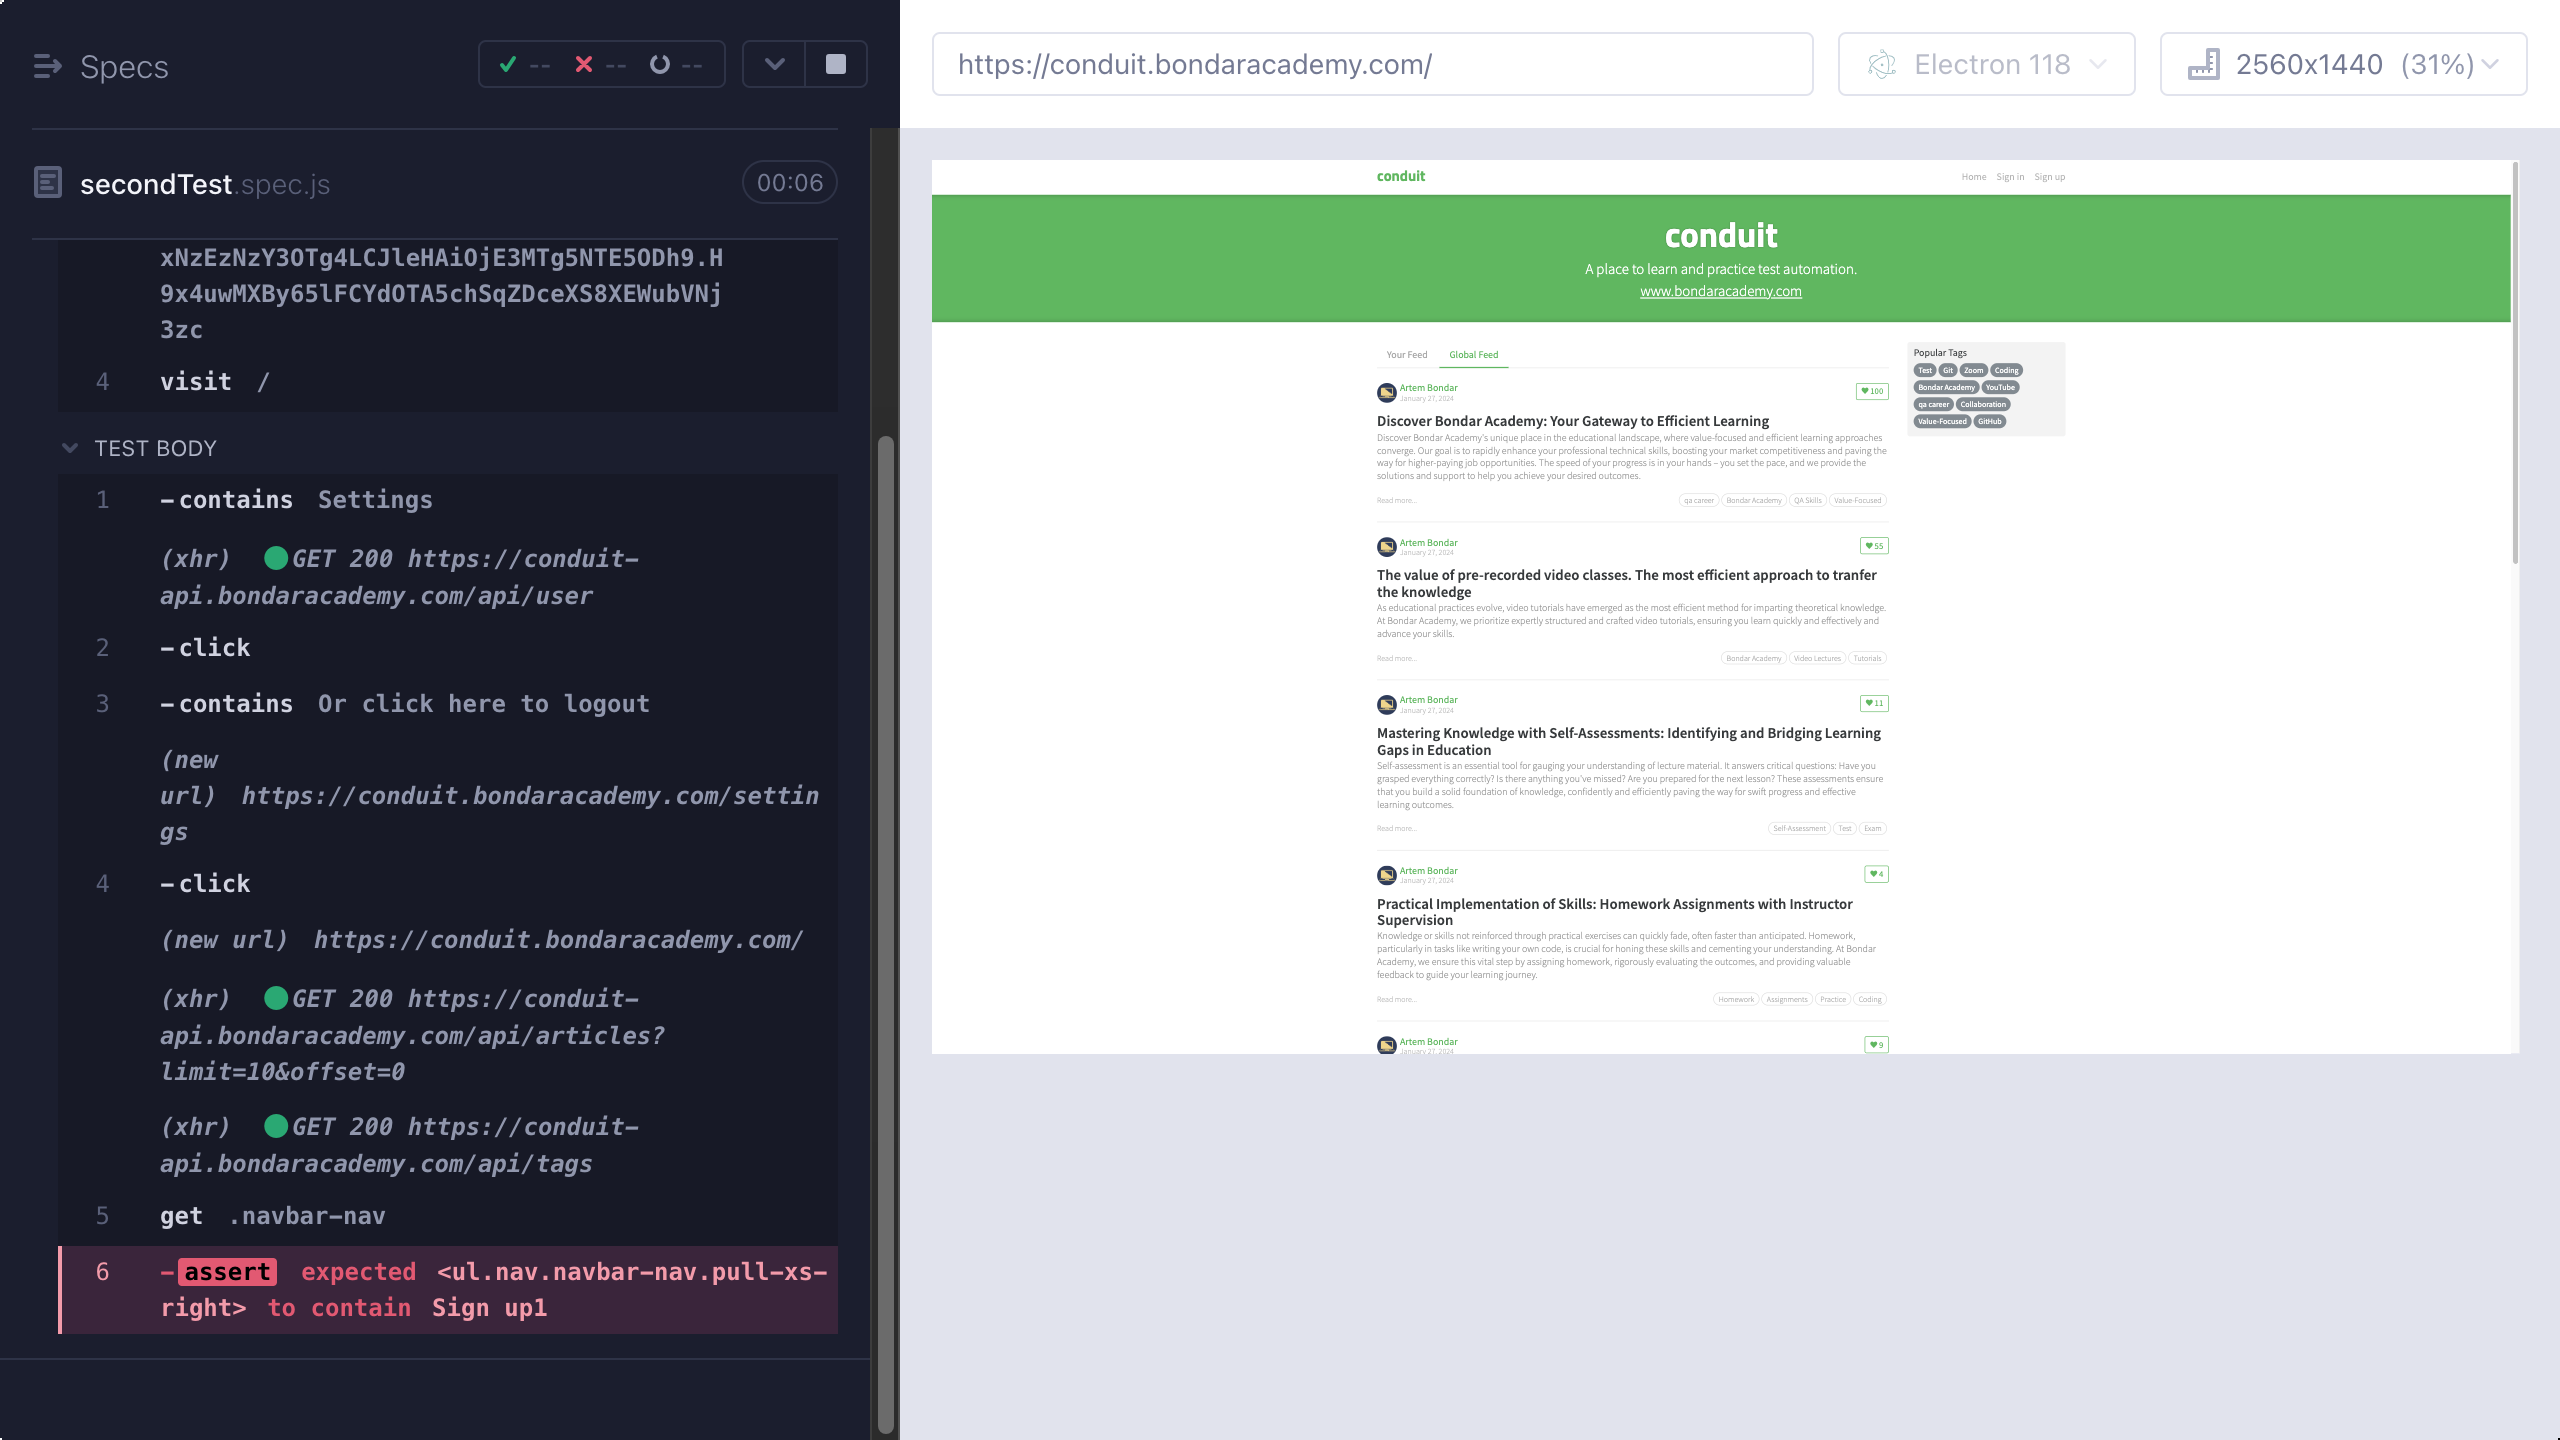 Specs
-- -- --
secondTest.spec.js 00:06
xNzEzNzY3OTg4LCJleHAiOjE3MTg5NTE5ODh9.H
9x4uwMXBy65lFCYdOTA5chSqZDceXS8XEWubVNj
3zc
4 visit /
TEST BODY
1 -contains Settings
(xhr) GET 200 https://conduit-
api.bondaracademy.com/api/user
2 -click
3 -contains Or click here to logout
(new
url) https://conduit.bondaracademy.com/settin
gs
4 -click
(new url) https://conduit.bondaracademy.com/
(xhr) GET 200 https://conduit-
api.bondaracademy.com/api/articles?
limit=10&offset=0
(xhr) GET 200 https://conduit-
api.bondaracademy.com/api/tags
5 get .navbar-nav
6 -assert expected <ul.nav.navbar-nav.pull-xs-
right> to contain Sign up1
https://conduit.bondaracademy.com/
Electron 118
2560x1440 (31%)
conduit
Home Sign in Sign up
conduit
A place to learn and practice test automation.
www.bondaracademy.com
Your Feed Global Feed
Artem Bondar
January 27, 2024
100
Discover Bondar Academy: Your Gateway to Efficient Learning
Discover Bondar Academy's unique place in the educational landscape, where value-focused and efficient learning approaches
converge. Our goal is to rapidly enhance your professional technical skills, boosting your market competitiveness and paving the
way for higher-paying job opportunities. The speed of your progress is in your hands – you set the pace, and we provide the
solutions and support to help you achieve your desired outcomes.
Read more...
qa career Bondar Academy QA Skills Value-Focused
Artem Bondar
January 27, 2024
55
The value of pre-recorded video classes. The most efficient approach to tranfer
the knowledge
As educational practices evolve, video tutorials have emerged as the most efficient method for imparting theoretical knowledge.
At Bondar Academy, we prioritize expertly structured and crafted video tutorials, ensuring you learn quickly and effectively and
advance your skills.
Read more...
Bondar Academy Video Lectures Tutorials
Artem Bondar
January 27, 2024
11
Mastering Knowledge with Self-Assessments: Identifying and Bridging Learning
Gaps in Education
Self-assessment is an essential tool for gauging your understanding of lecture material. It answers critical questions: Have you
grasped everything correctly? Is there anything you've missed? Are you prepared for the next lesson? These assessments ensure
that you build a solid foundation of knowledge, confidently and efficiently paving the way for swift progress and effective
learning outcomes.
Read more...
Self-Assessment Test Exam
Artem Bondar
January 27, 2024
4
Practical Implementation of Skills: Homework Assignments with Instructor
Supervision
Knowledge or skills not reinforced through practical exercises can quickly fade, often faster than anticipated. Homework,
particularly in tasks like writing your own code, is crucial for honing these skills and cementing your understanding. At Bondar
Academy, we ensure this vital step by assigning homework, rigorously evaluating the outcomes, and providing valuable
feedback to guide your learning journey.
Read more...
Homework Assignments Practice Coding
Artem Bondar
January 27, 2024
9
Popular Tags
Test Git Zoom Coding
Bondar Academy YouTube
qa career Collaboration
Value-Focused GitHub